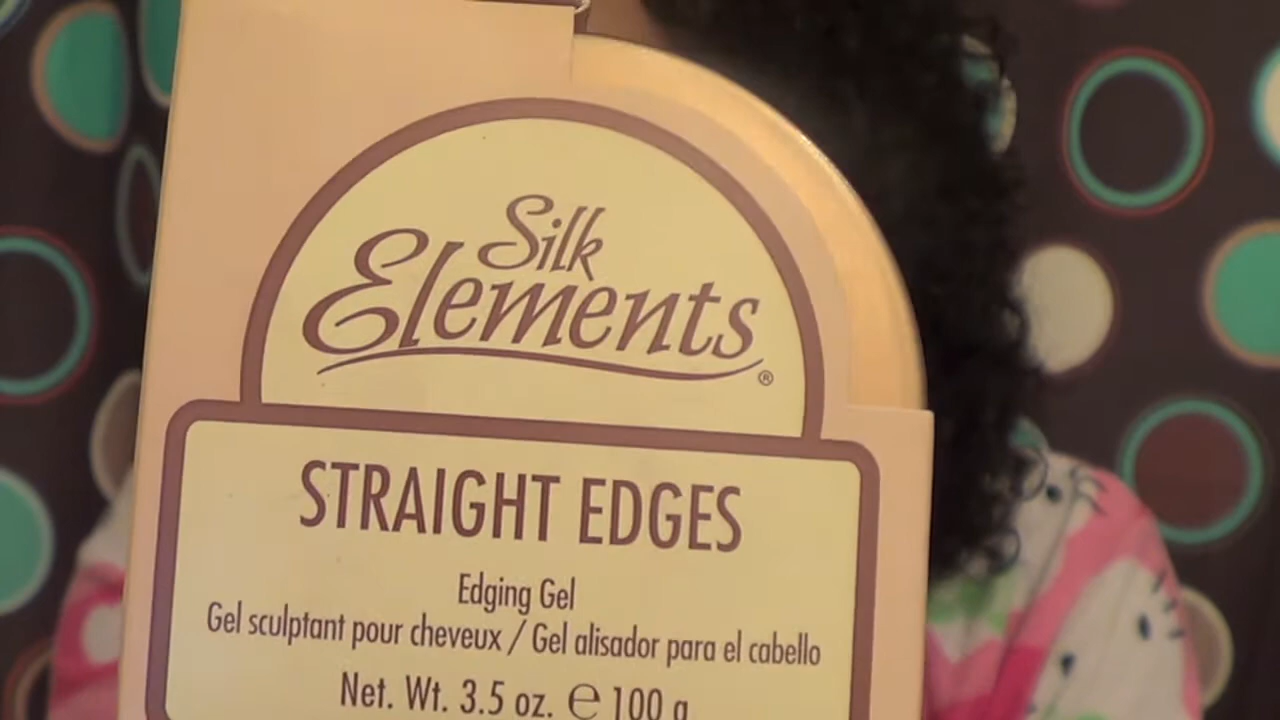 Silk
Elements®
STRAIGHT EDGES
Edging Gel
Gel sculptant pour cheveux / Gel alisador para el cabello
Net. Wt. 3.5 oz. ℮ 100 g